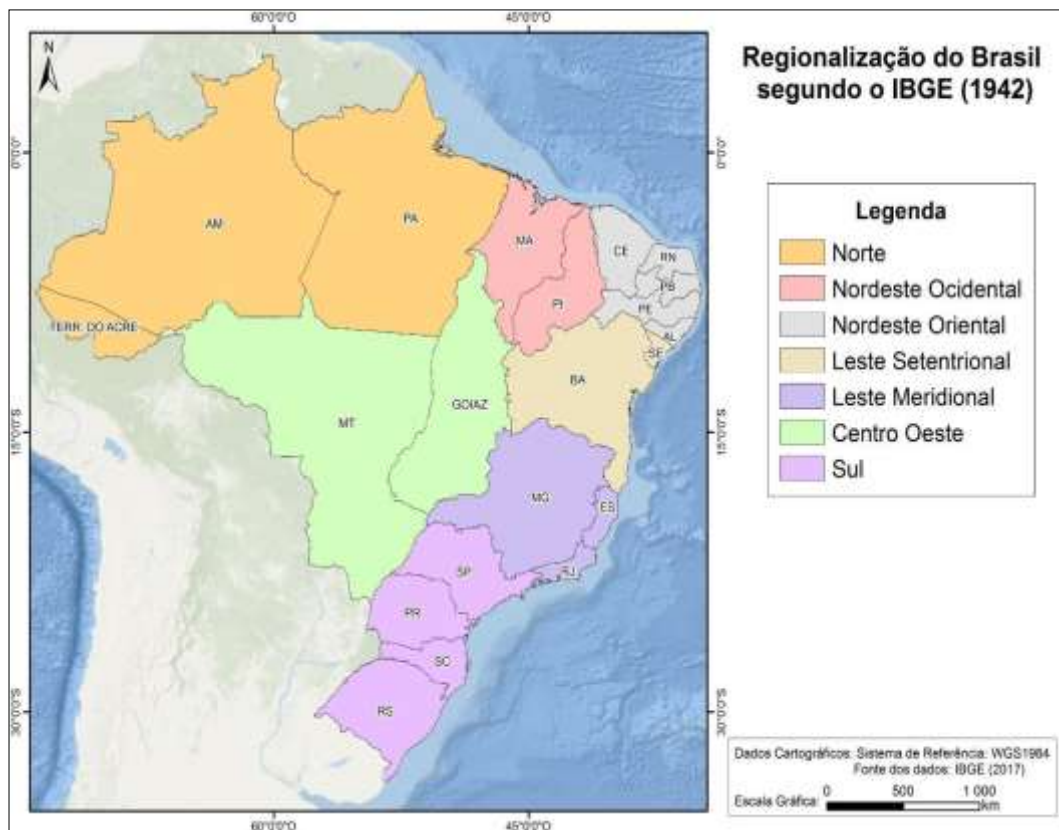 60°0'0"O 45°0'0"O
N
Regionalização do Brasil
segundo o IBGE (1942)
0°0'0"
Legenda
Norte
Nordeste Ocidental
Nordeste Oriental
Leste Setentrional
Leste Meridional
Centro Oeste
Sul
AM
PA
MA
CE
RN
PB
PI
PE
AL
SE
TERR. DO ACRE
BA
GOIAZ
MT
15°0'0"S
MG
ES
SP
RJ
PR
SC
RS
30°0'0"S
Dados Cartográficos: Sistema de Referência: WGS1984
Fonte dos dados: IBGE (2017)
Escala Gráfica: 0 500 1 000
km
60°0'0"O 45°0'0"O
0°0'0"
15°0'0"S
30°0'0"S